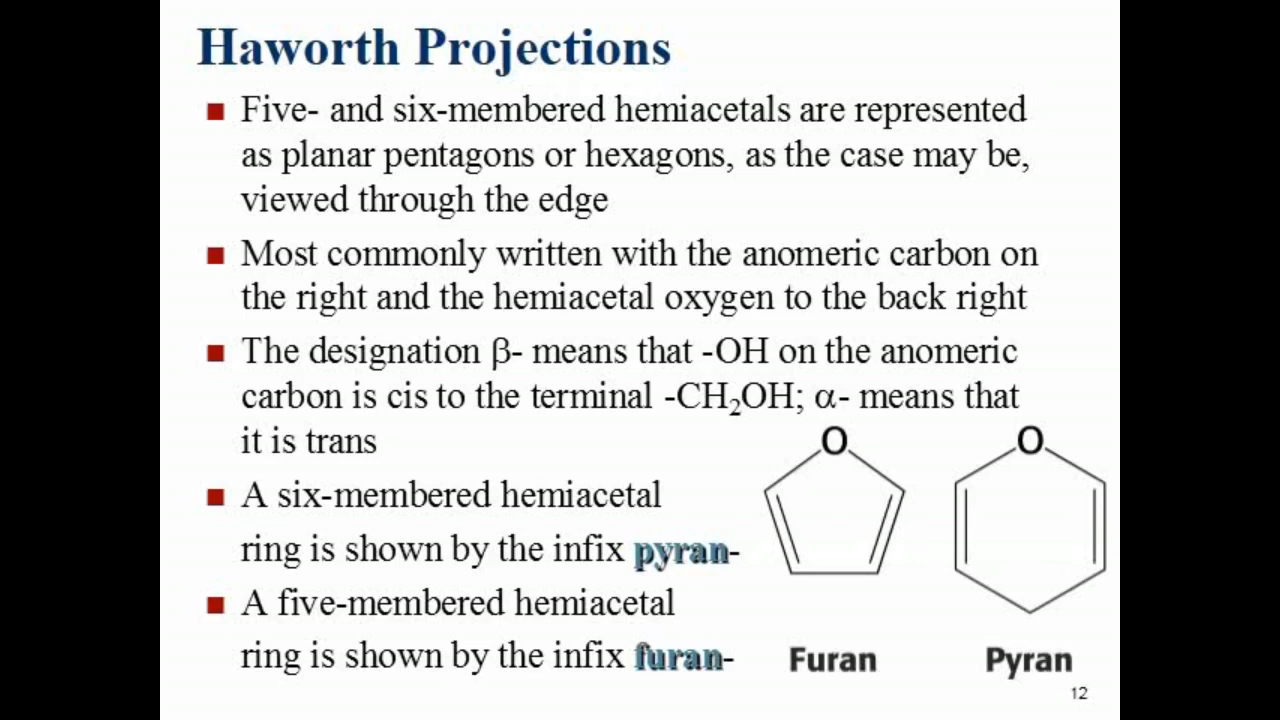 Haworth Projections
Five- and six-membered hemiacetals are represented
as planar pentagons or hexagons, as the case may be,
viewed through the edge
Most commonly written with the anomeric carbon on
the right and the hemiacetal oxygen to the back right
The designation β- means that -OH on the anomeric
carbon is cis to the terminal -CH₂OH; α- means that
it is trans
A six-membered hemiacetal
ring is shown by the infix pyran-
A five-membered hemiacetal
ring is shown by the infix furan-
O
O
Furan
Pyran
12